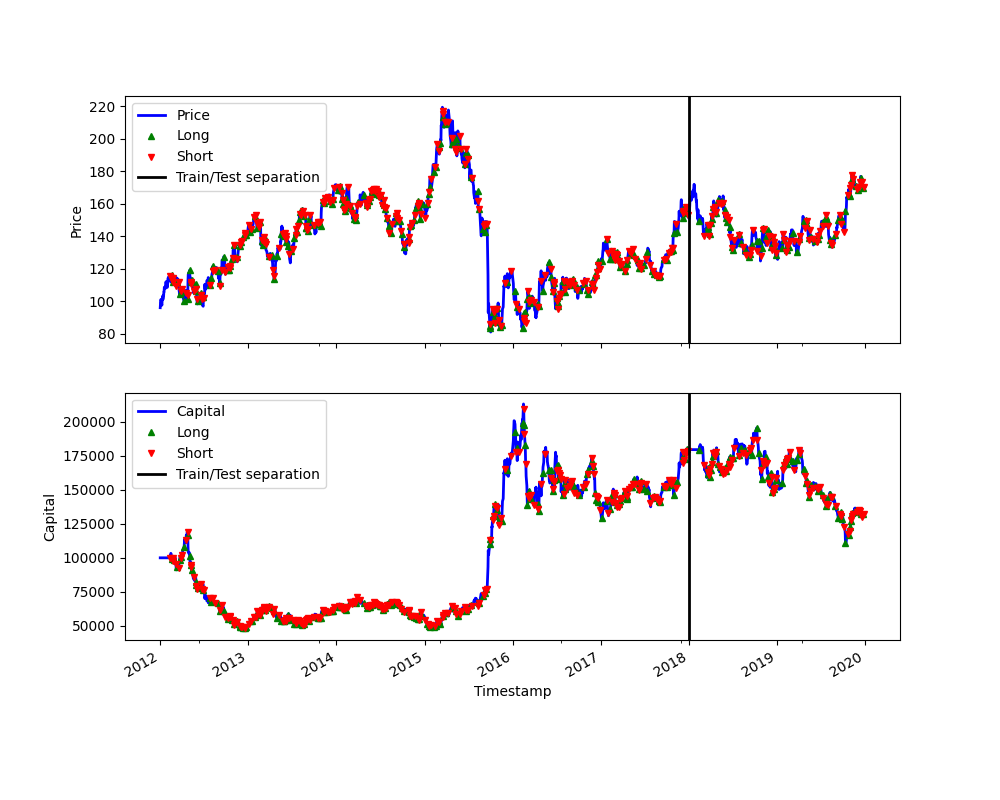 220
200
180
160
140
120
100
80
Price
Price
Long
Short
Train/Test separation
200000
175000
150000
125000
100000
75000
50000
Capital
Capital
Long
Short
Train/Test separation
2012 2013 2014 2015 2016 2017 2018 2019 2020
Timestamp